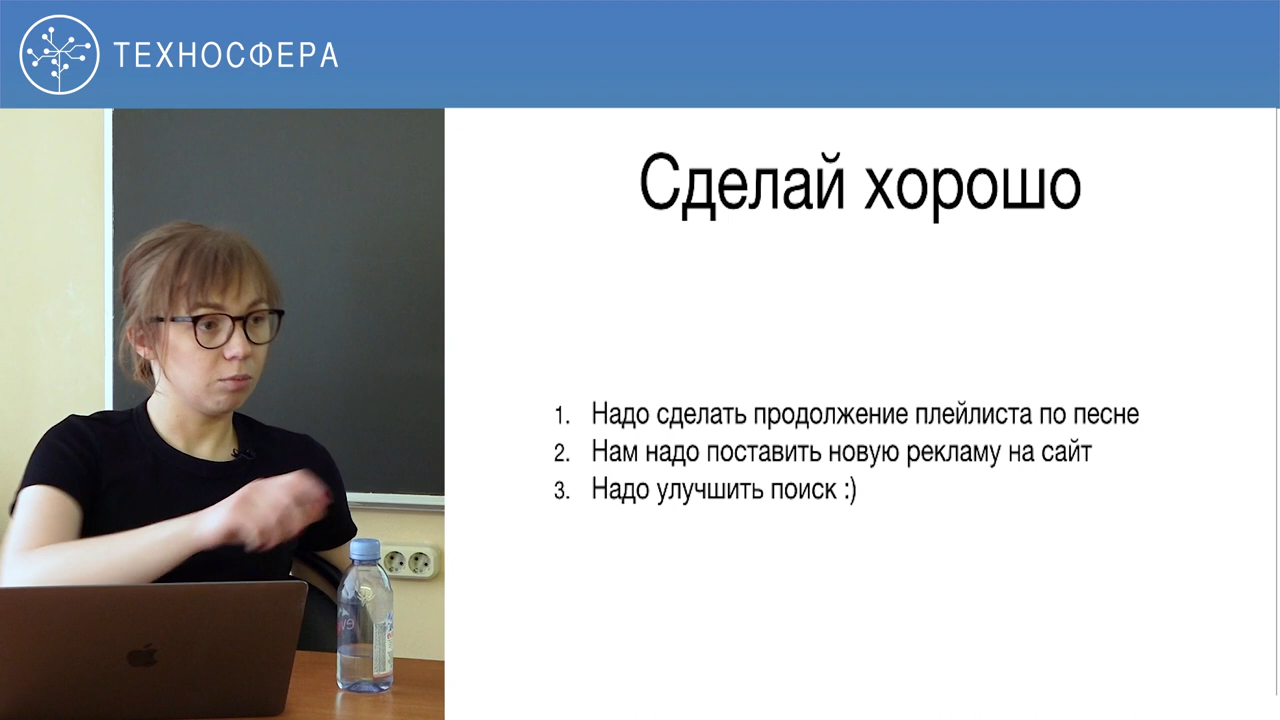 ТЕХНОСФЕРА
Сделай хорошо
1. Надо сделать продолжение плейлиста по песне
2. Нам надо поставить новую рекламу на сайт
3. Надо улучшить поиск :)